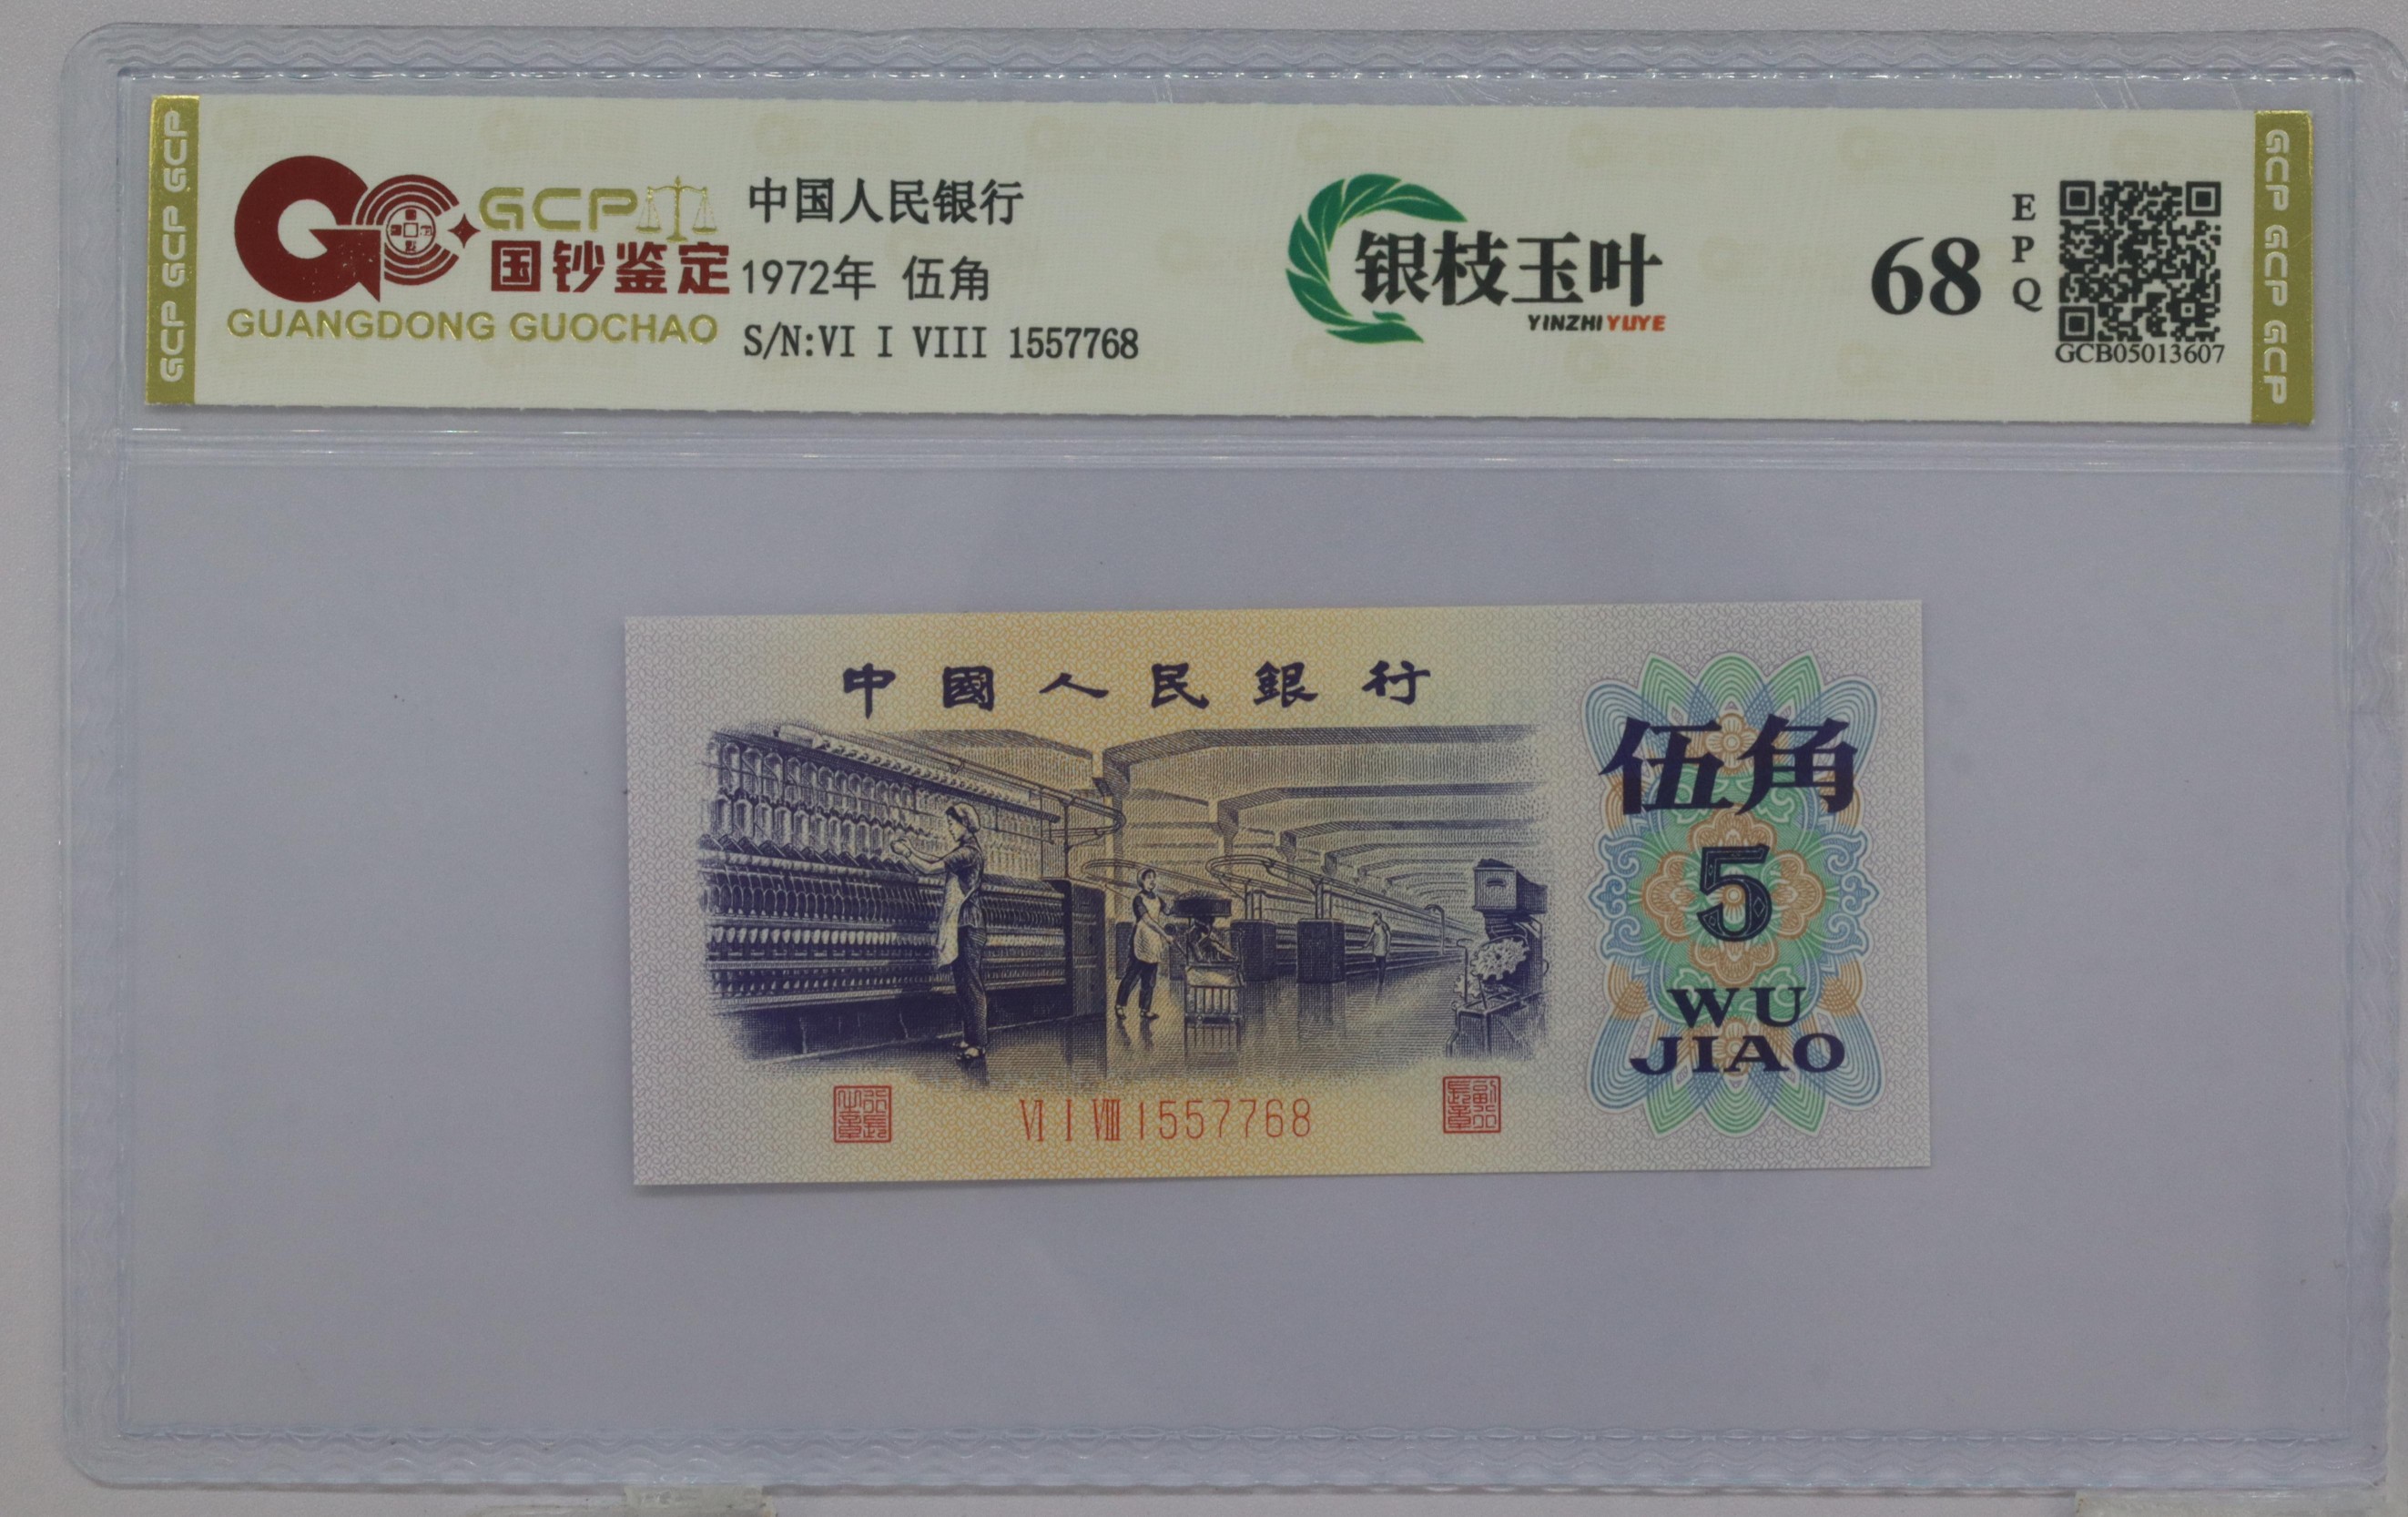 GCP GCP GCP
GCP
国钞鉴定
GUANGDONG GUOCHAO
中国人民银行
1972年 伍角
S/N:VI I VIII 1557768
银枝玉叶
YINZHI YUYE
68
EPQ
GCB05013607
GCP GCP GCP
中國人民銀行
伍角
5
WU
JIAO
VI I VIII 1557768